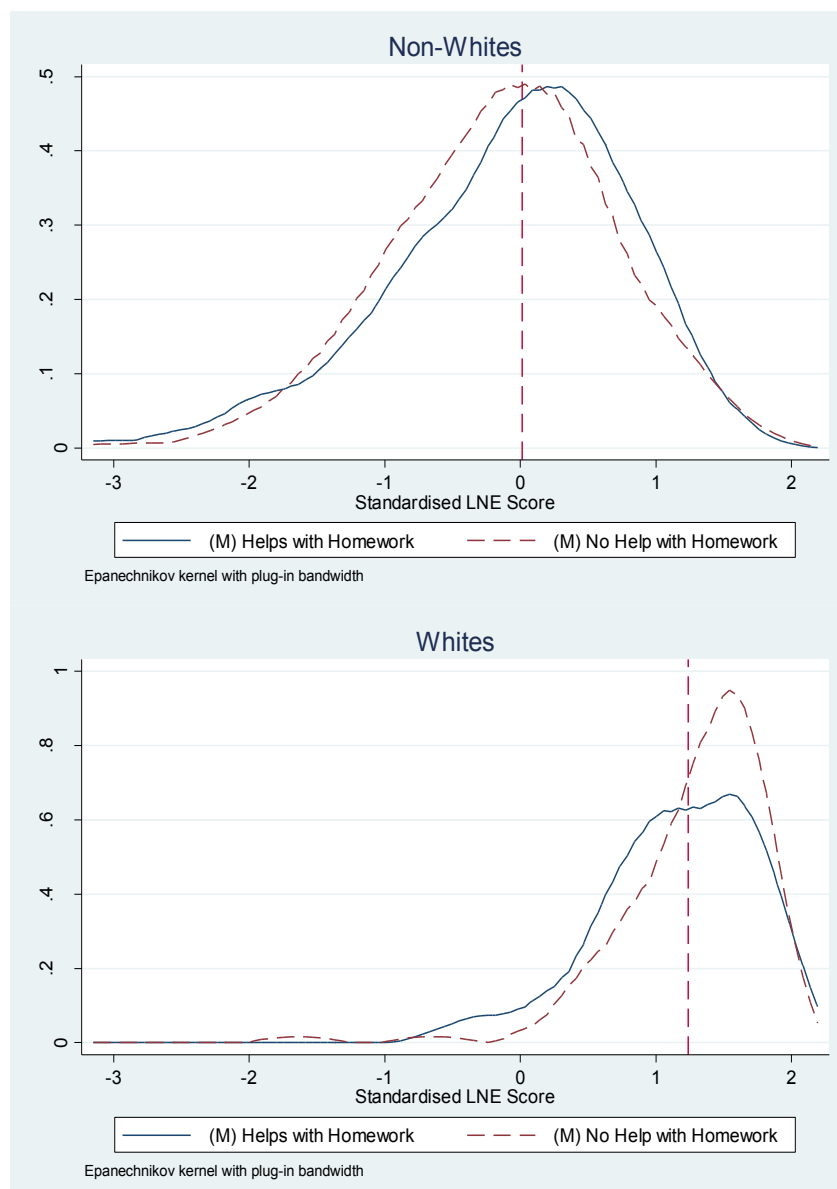 Non-Whites
.5
.4
.3
.2
.1
0
-3 -2 -1 0 1 2
Standardised LNE Score
(M) Helps with Homework (M) No Help with Homework
Epanechnikov kernel with plug-in bandwidth
Whites
1
.8
.6
.4
.2
0
-3 -2 -1 0 1 2
Standardised LNE Score
(M) Helps with Homework (M) No Help with Homework
Epanechnikov kernel with plug-in bandwidth